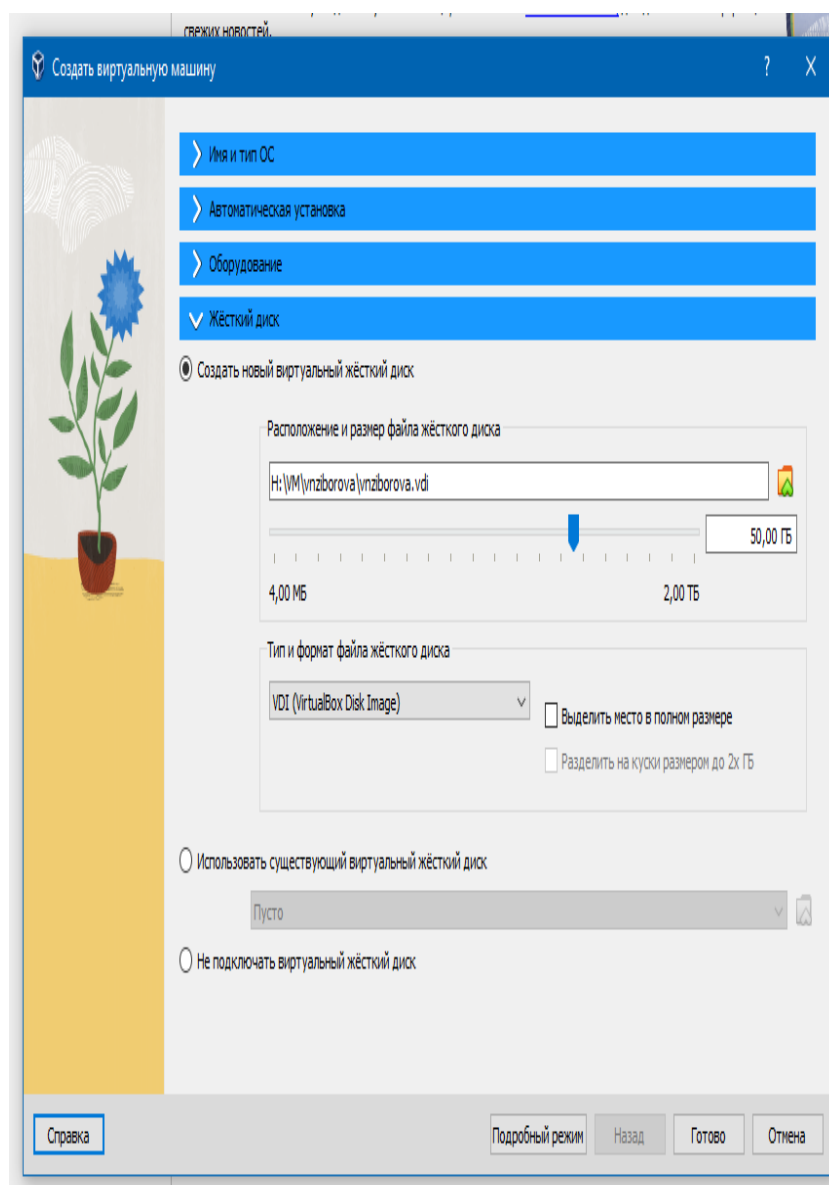 свежих новостей.
Создать виртуальную машину
?
X
Имя и тип ОС
Автоматическая установка
Оборудование
Жёсткий диск
Создать новый виртуальный жёсткий диск
Расположение и размер файла жёсткого диска
H:\VM\vnziborova\vnziborova.vdi
50,00 ГБ
4,00 МБ
2,00 ТБ
Тип и формат файла жёсткого диска
VDI (VirtualBox Disk Image)
Выделить место в полном размере
Разделить на куски размером до 2х ГБ
Использовать существующий виртуальный жёсткий диск
Пусто
Не подключать виртуальный жёсткий диск
Справка
Подробный режим
Назад
Готово
Отмена